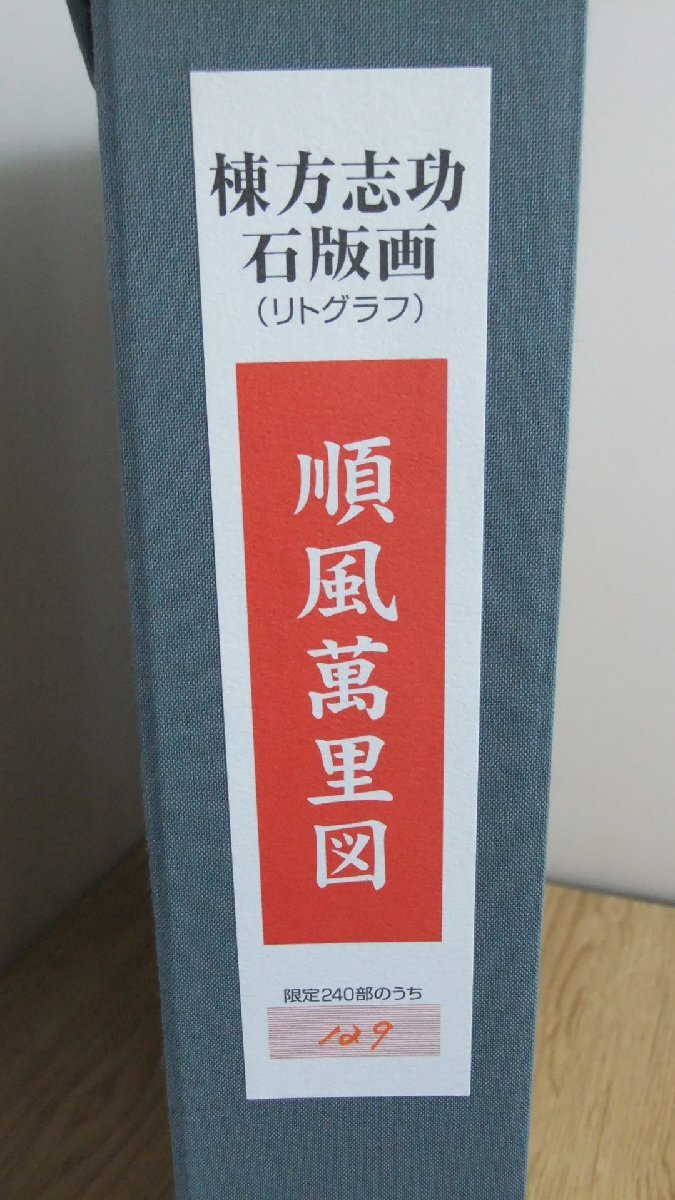 棟方志功
石版画
（リトグラフ）
順風萬里図
限定240部のうち
129